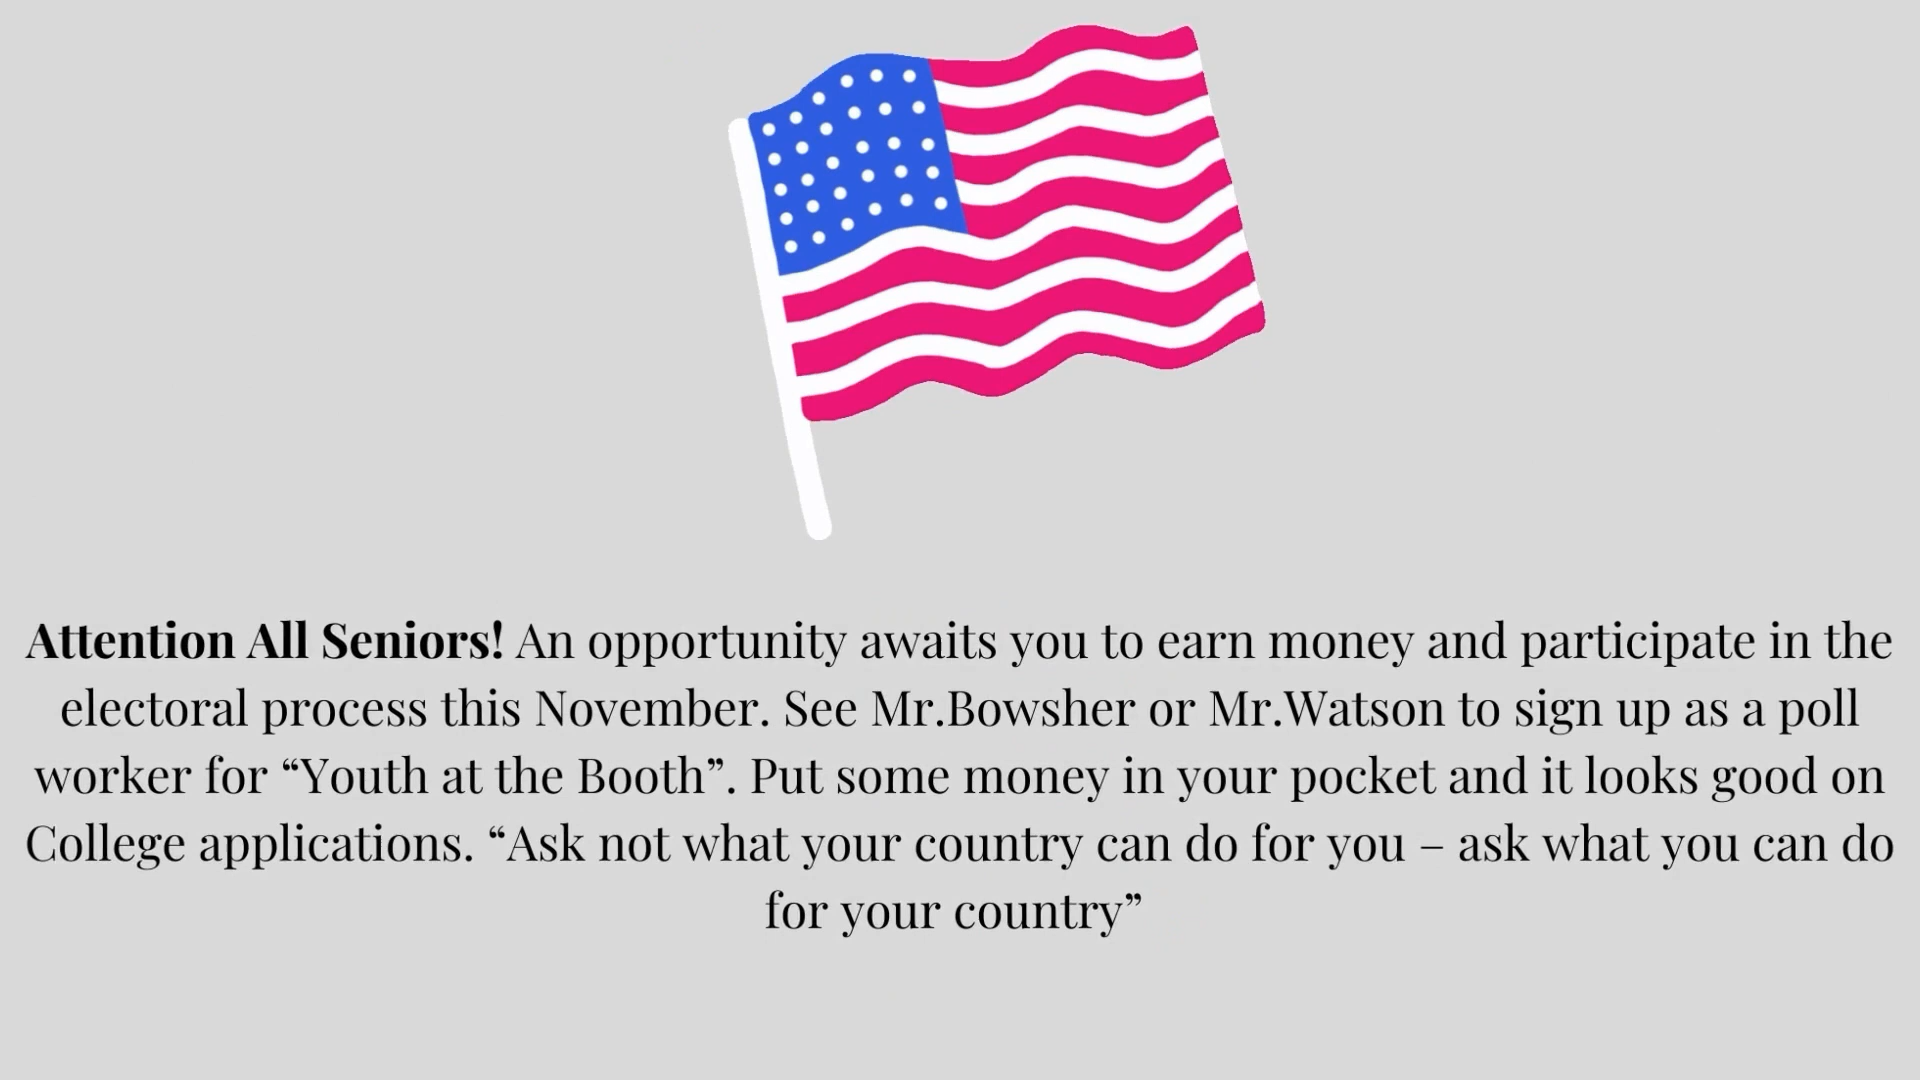 Attention All Seniors! An opportunity awaits you to earn money and participate in the
electoral process this November. See Mr.Bowsher or Mr.Watson to sign up as a poll
worker for “Youth at the Booth”. Put some money in your pocket and it looks good on
College applications. “Ask not what your country can do for you – ask what you can do
for your country”